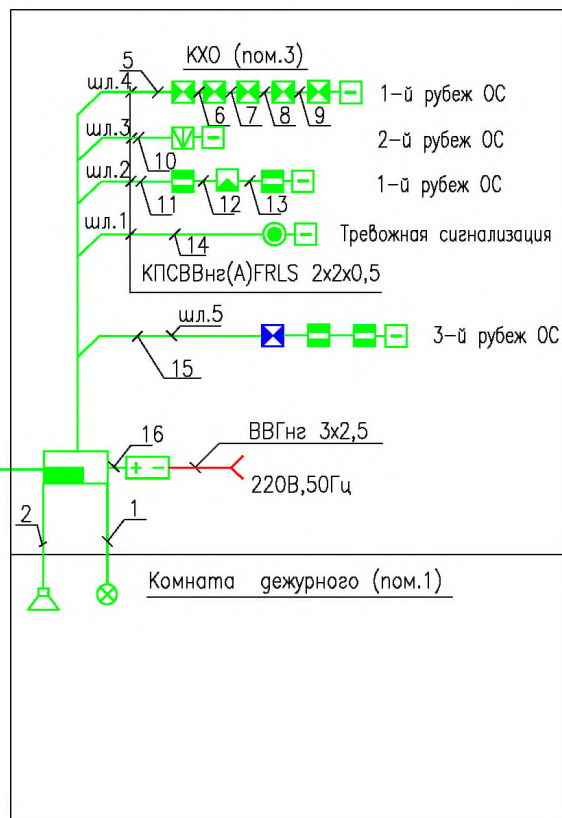 КХО (пом.3)
5
шл.4
1-й рубеж ОС
6 7 8 9
шл.3
2-й рубеж ОС
10
шл.2
1-й рубеж ОС
11 12 13
шл.1
Тревожная сигнализация
14
КПСВВнг(А)FRLS 2х2х0,5
шл.5
3-й рубеж ОС
15
ВВГнг 3х2,5
16
+ -
220В,50Гц
2 1
Комната дежурного (пом.1)